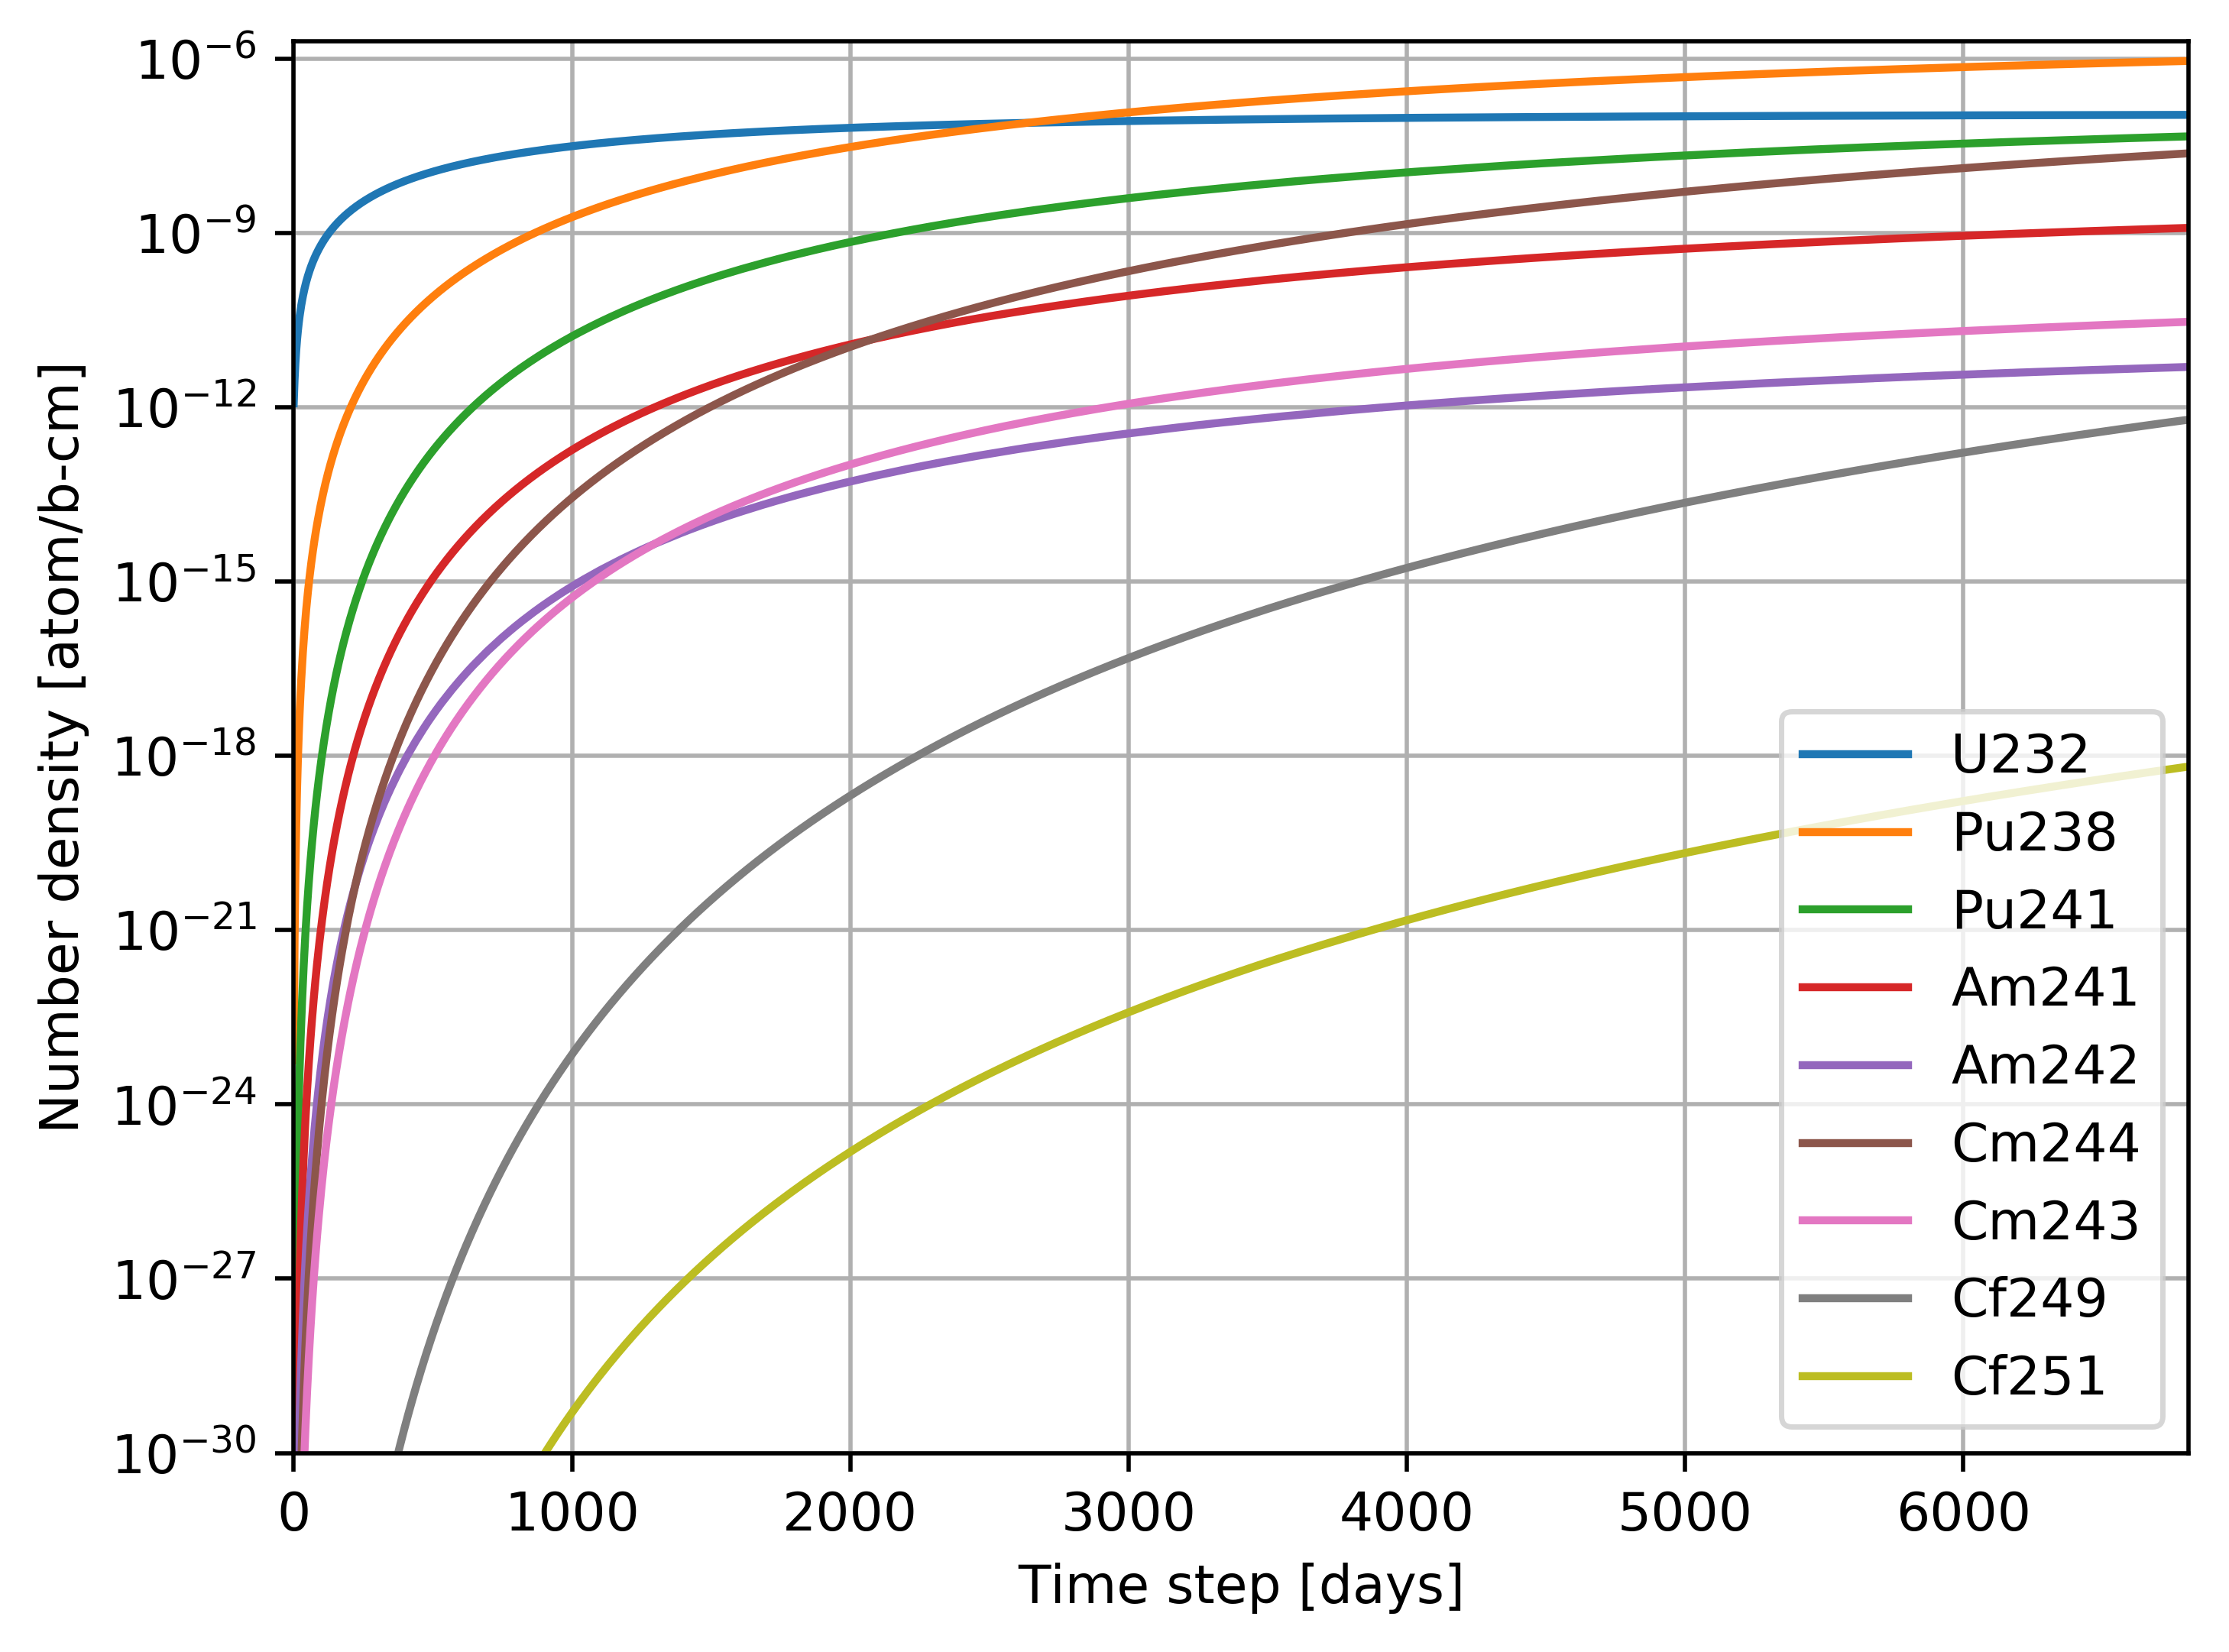 10⁻⁶
10⁻⁹
10⁻¹²
10⁻¹⁵
10⁻¹⁸
10⁻²¹
10⁻²⁴
10⁻²⁷
10⁻³⁰
Number density [atom/b-cm]
U232
Pu238
Pu241
Am241
Am242
Cm244
Cm243
Cf249
Cf251
0 1000 2000 3000 4000 5000 6000
Time step [days]